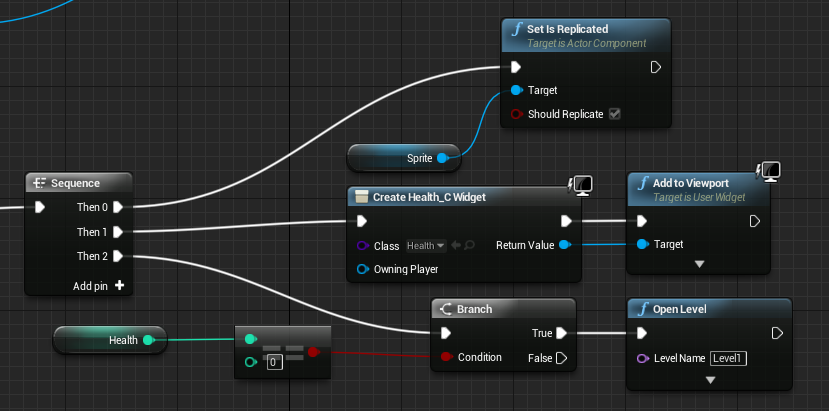 Set Is Replicated
Target is Actor Component
Target
Should Replicate
Sprite
Sequence
Then 0
Then 1
Then 2
Add pin
Create Health_C Widget
Class Health
Return Value
Owning Player
Add to Viewport
Target is User Widget
Target
Health
0
Branch
True
Condition
False
Open Level
Level Name Level1